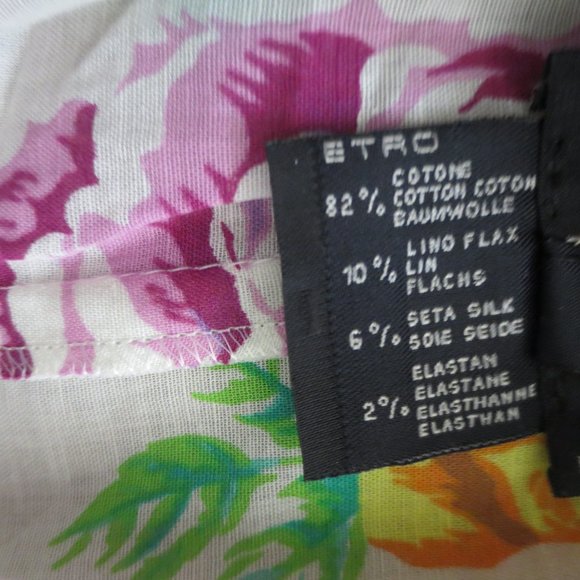 ETRO
COTONE
82% COTTON COTON
BAUMWOLLE
LINO FLAX
10% LIN
FLACHS
SETA SILK
6% SOIE SEIDE
ELASTAN
ELASTANE
2% ELASTHANNE
ELASTHAN